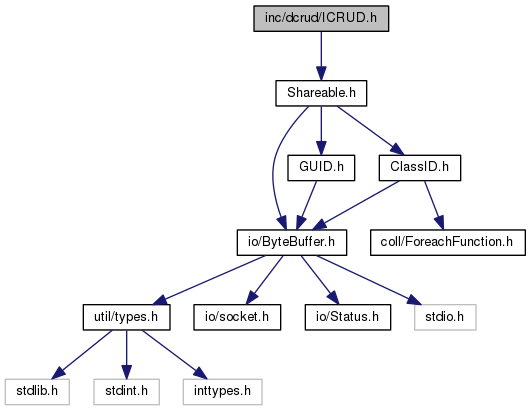 inc/dcrud/ICRUD.h
Shareable.h
GUID.h
ClassID.h
io/ByteBuffer.h
coll/ForeachFunction.h
util/types.h
io/socket.h
io/Status.h
stdio.h
stdlib.h
stdint.h
inttypes.h